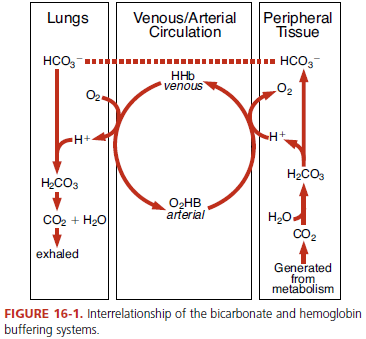 Lungs
Venous/Arterial
Circulation
Peripheral
Tissue
HCO₃⁻
HCO₃⁻
HHb
venous
O₂
O₂
H⁺
H⁺
H₂CO₃
H₂CO₃
O₂HB
arterial
CO₂ + H₂O
H₂O
CO₂
exhaled
Generated
from
metabolism
FIGURE 16-1. Interrelationship of the bicarbonate and hemoglobin
buffering systems.